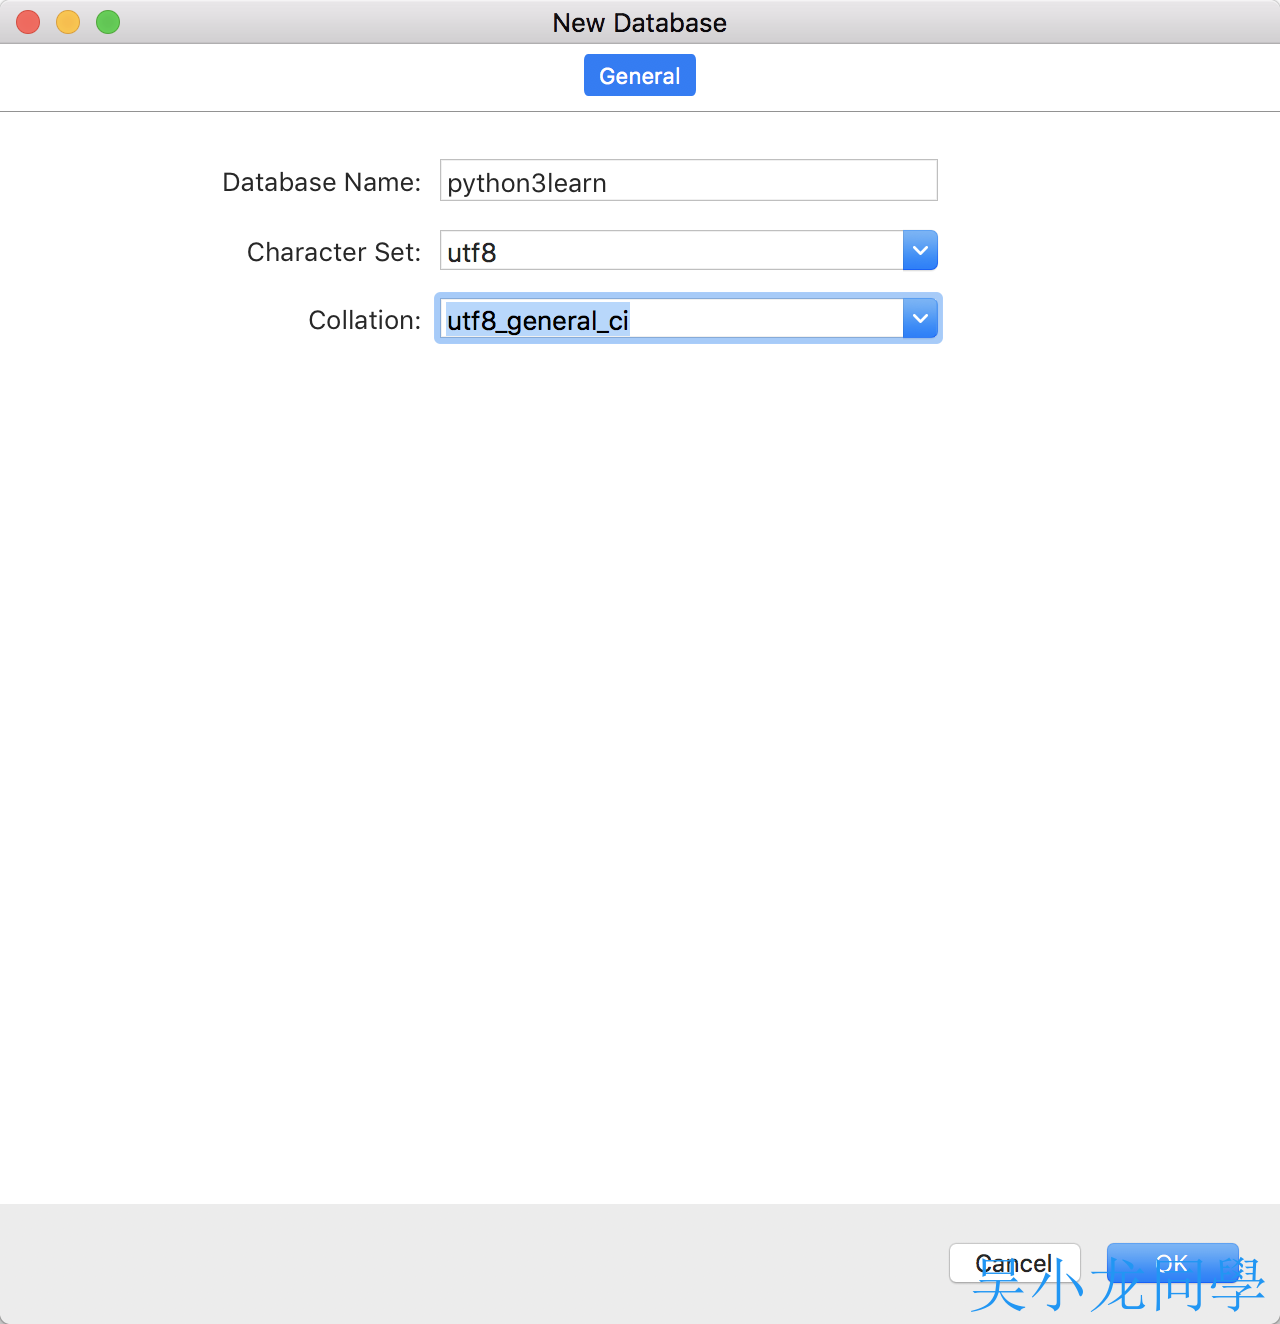 New Database
General
Database Name: python3learn
Character Set: utf8
Collation: utf8_general_ci
Cancel OK
吴小龙同學